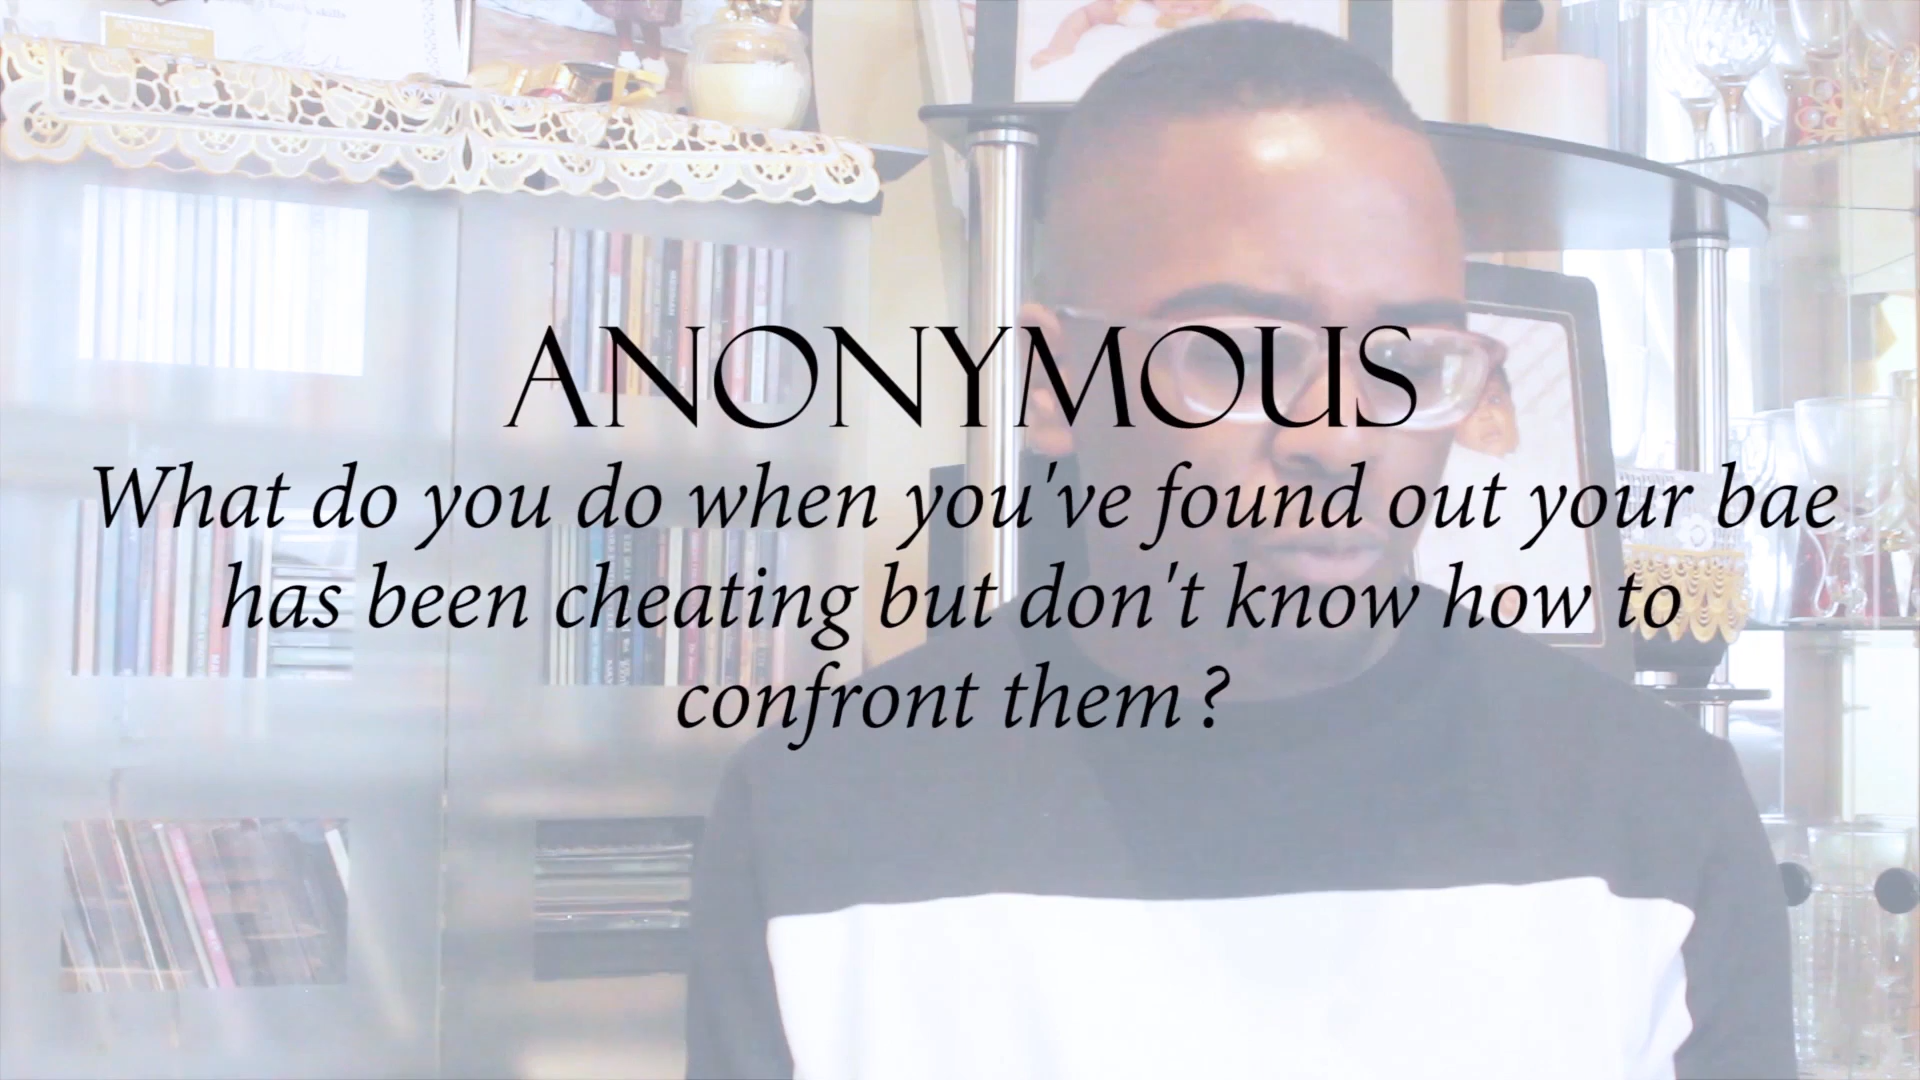 ANONYMOUS
What do you do when you've found out your bae
has been cheating but don't know how to
confront them?